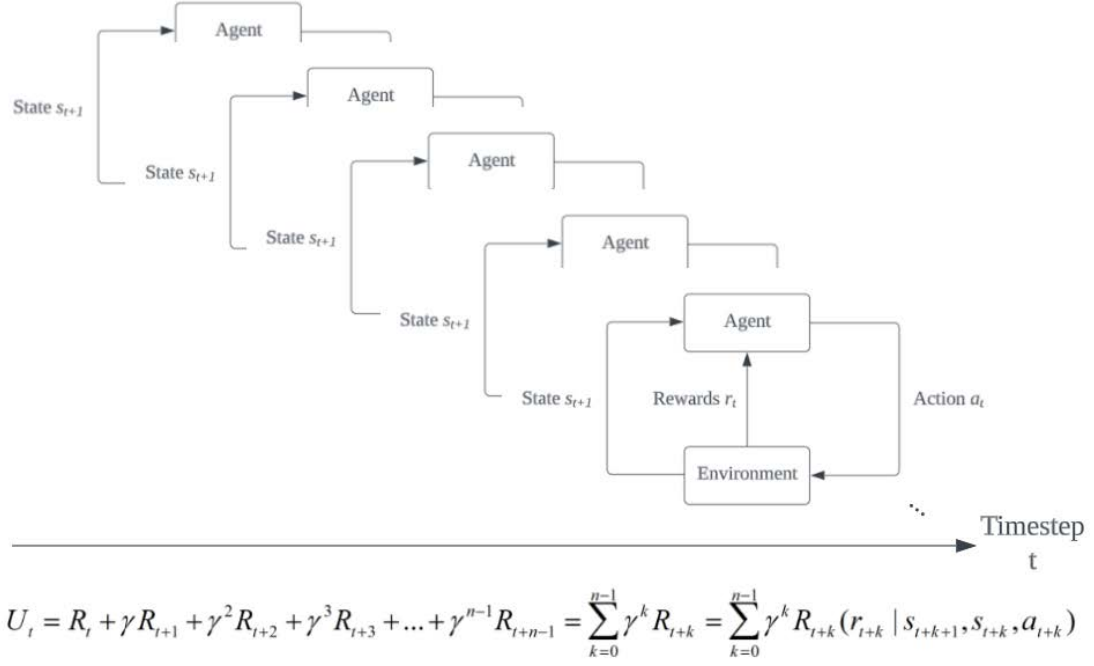 Agent
State s_{t+1}
Agent
State s_{t+1}
Agent
State s_{t+1}
Agent
State s_{t+1}
Agent
State s_{t+1}
Rewards r_t
Action a_t
Environment
⋱
Timestep
t
U_t = R_t + γR_{t+1} + γ^2 R_{t+2} + γ^3 R_{t+3} + ... + γ^{n−1} R_{t+n−1} = ∑_{k=0}^{n−1} γ^k R_{t+k} = ∑_{k=0}^{n−1} γ^k R_{t+k} (r_{t+k} | s_{t+k+1}, s_{t+k}, a_{t+k})